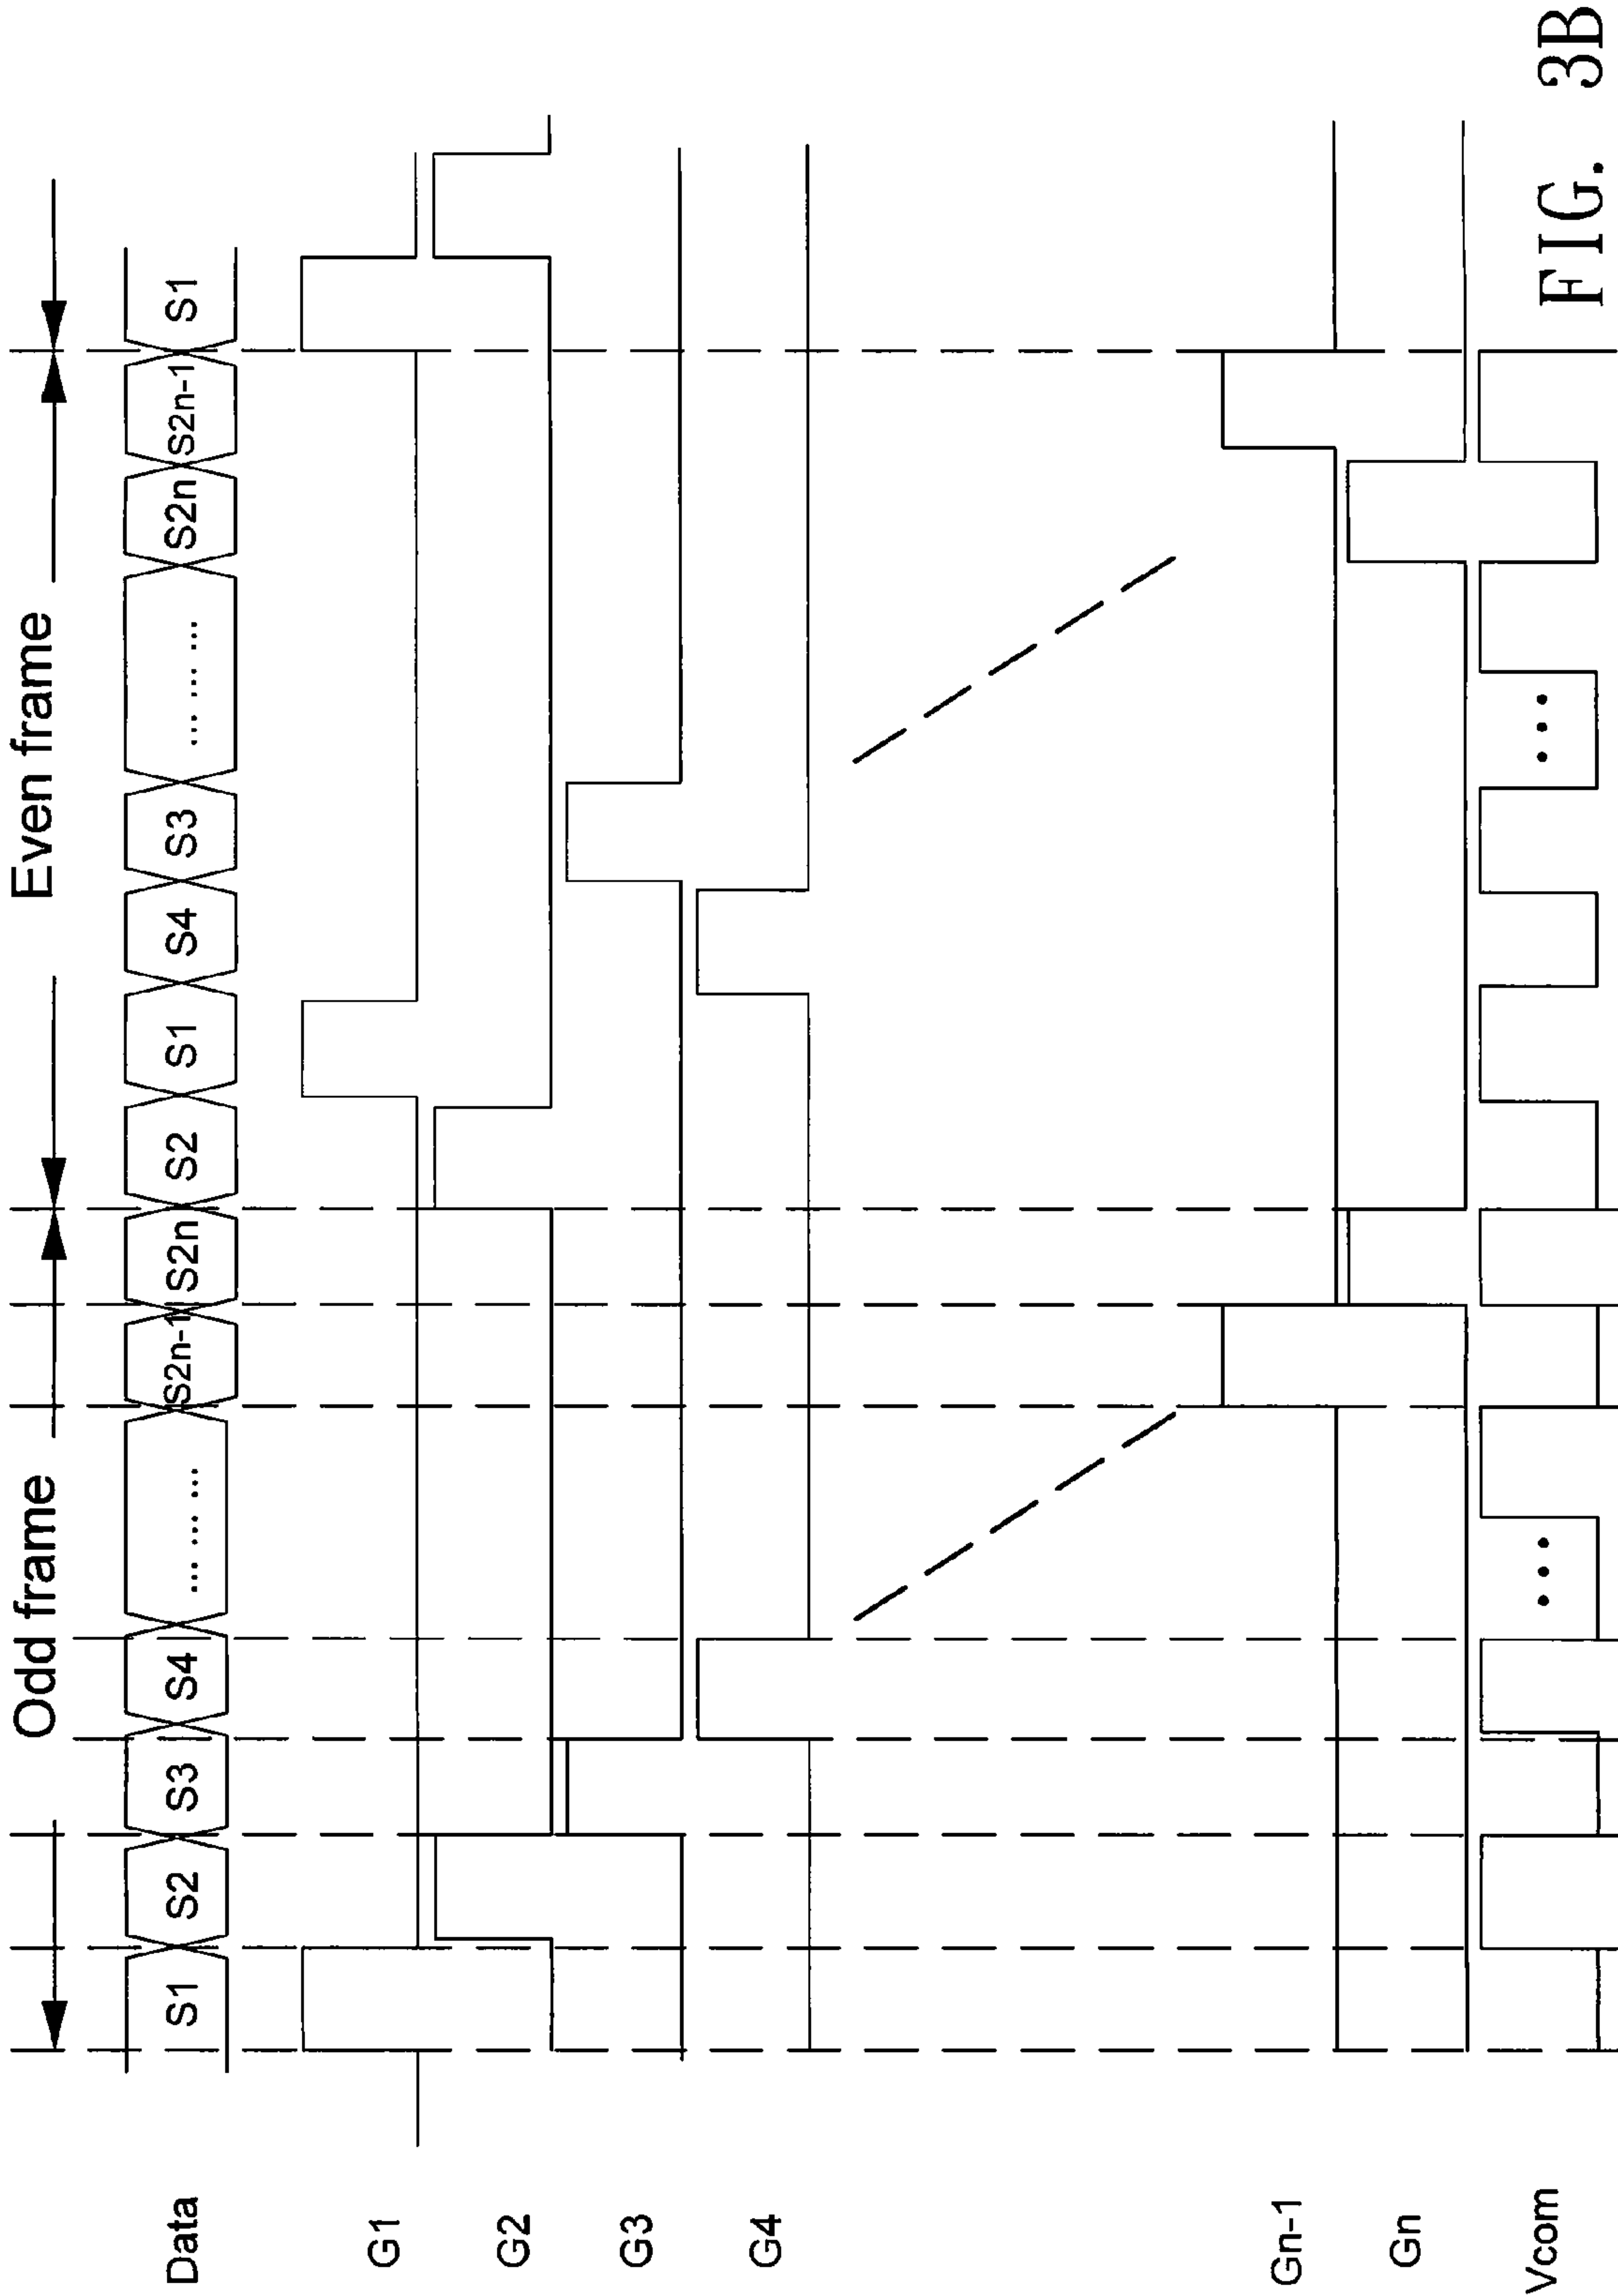 Odd frame Even frame
Data S1 S2 S3 S4 ... ... ... S2n-1 S2n S2 S1 S4 S3 ... ... ... S2n S2n-1 S1
G1
G2
G3
G4
Gn-1
Gn
Vcom ... ...
FIG. 3B